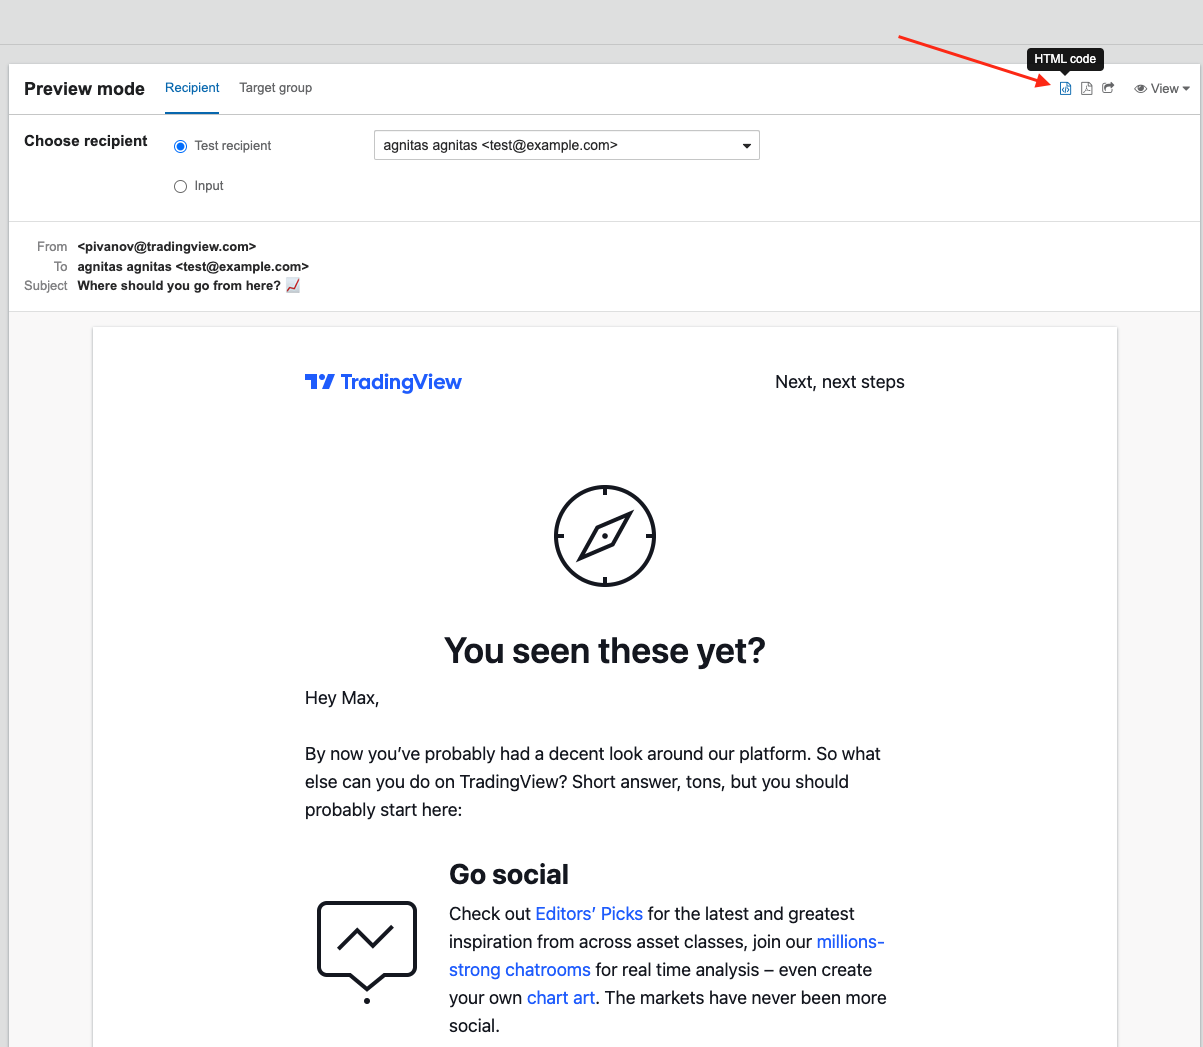 HTML code
Preview mode Recipient Target group View
Choose recipient Test recipient agnitas agnitas <test@example.com>
Input
From <pivanov@tradingview.com>
To agnitas agnitas <test@example.com>
Subject Where should you go from here? 📈
TradingView Next, next steps
You seen these yet?
Hey Max,
By now you’ve probably had a decent look around our platform. So what
else can you do on TradingView? Short answer, tons, but you should
probably start here:
Go social
Check out Editors’ Picks for the latest and greatest
inspiration from across asset classes, join our millions-
strong chatrooms for real time analysis – even create
your own chart art. The markets have never been more
social.